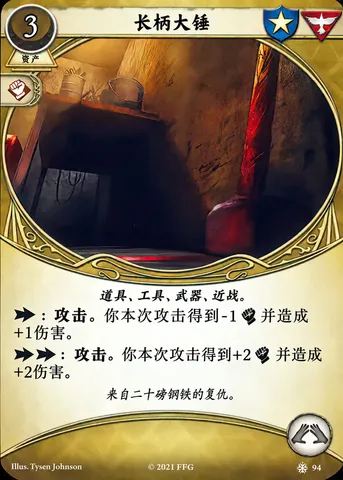 3
长柄大锤
资产
道具、工具、武器、近战。
：攻击。你本次攻击得到-1 并造成
+1伤害。
：攻击。你本次攻击得到+2 并造成
+2伤害。
来自二十磅钢铁的复仇。
Illus. Tysen Johnson
© 2021 FFG
94